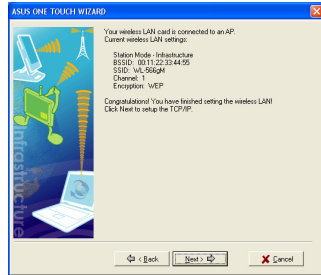 ASUS ONE TOUCH WIZARD
Your wireless LAN card is connected to an AP.
Current wireless LAN settings:
Station Mode - Infrastructure
BSSID: 00:11:22:33:44:55
SSID: WL-566gM
Channel: 1
Encryption: WEP
Congratulations! You have finished setting the wireless LAN!
Click Next to setup the TCP/IP.
Infrastructure
< Back
Next >
Cancel